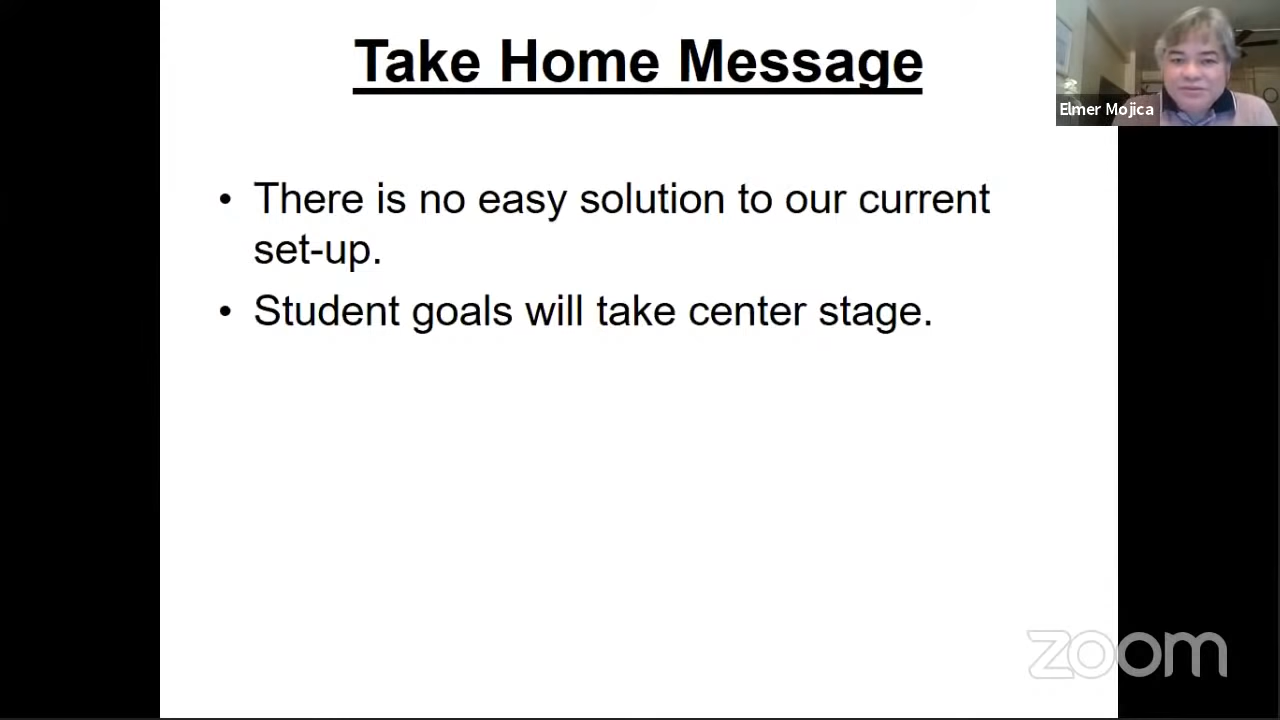 Take Home Message
Elmer Mojica
• There is no easy solution to our current
set-up.
• Student goals will take center stage.
zoom